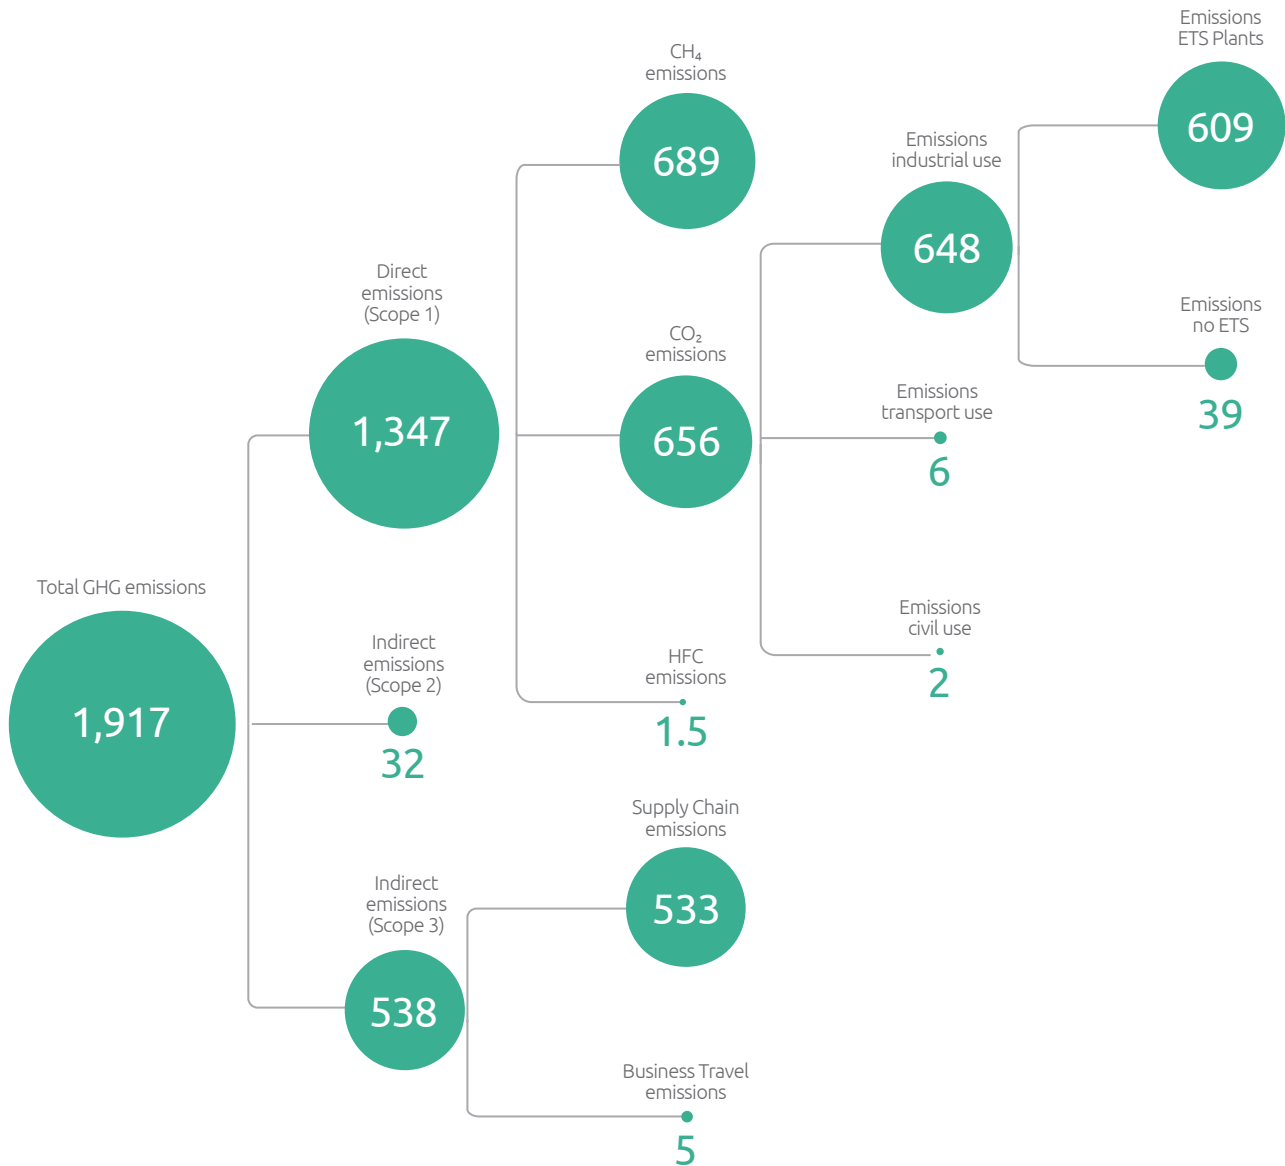 Total GHG emissions
1,917
Direct
emissions
(Scope 1)
1,347
Indirect
emissions
(Scope 2)
32
Indirect
emissions
(Scope 3)
538
CH₄
emissions
689
CO₂
emissions
656
HFC
emissions
1.5
Supply Chain
emissions
533
Business Travel
emissions
5
Emissions
industrial use
648
Emissions
transport use
6
Emissions
civil use
2
Emissions
ETS Plants
609
Emissions
no ETS
39